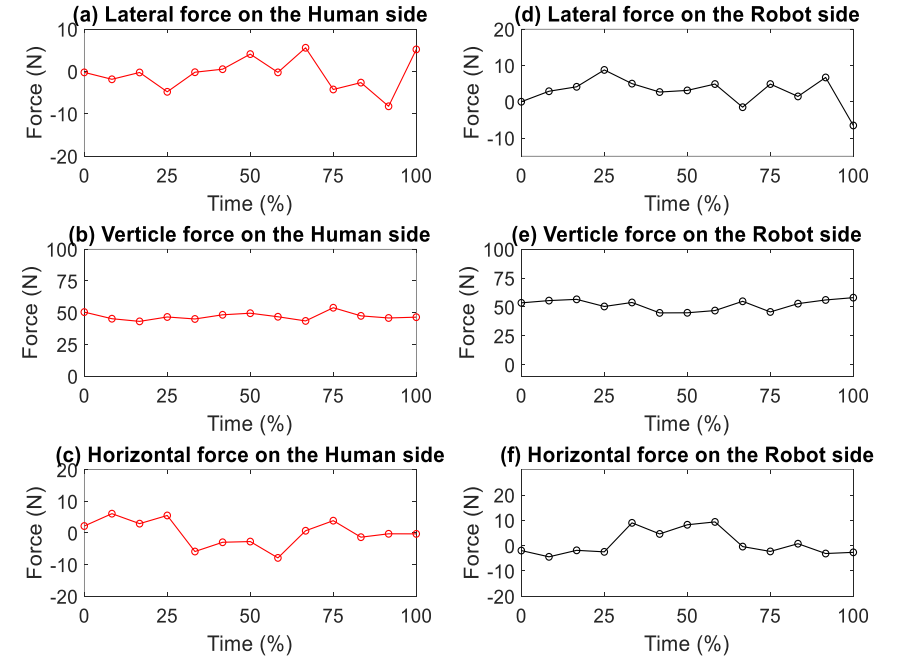 (a) Lateral force on the Human side
10
0
-10
-20
Force (N)
0 25 50 75 100
Time (%)
(d) Lateral force on the Robot side
20
10
0
-10
Force (N)
0 25 50 75 100
Time (%)
(b) Verticle force on the Human side
100
75
50
25
0
Force (N)
0 25 50 75 100
Time (%)
(e) Verticle force on the Robot side
100
75
50
25
0
Force (N)
0 25 50 75 100
Time (%)
(c) Horizontal force on the Human side
20
10
0
-10
-20
Force (N)
0 25 50 75 100
Time (%)
(f) Horizontal force on the Robot side
20
10
0
-10
-20
Force (N)
0 25 50 75 100
Time (%)